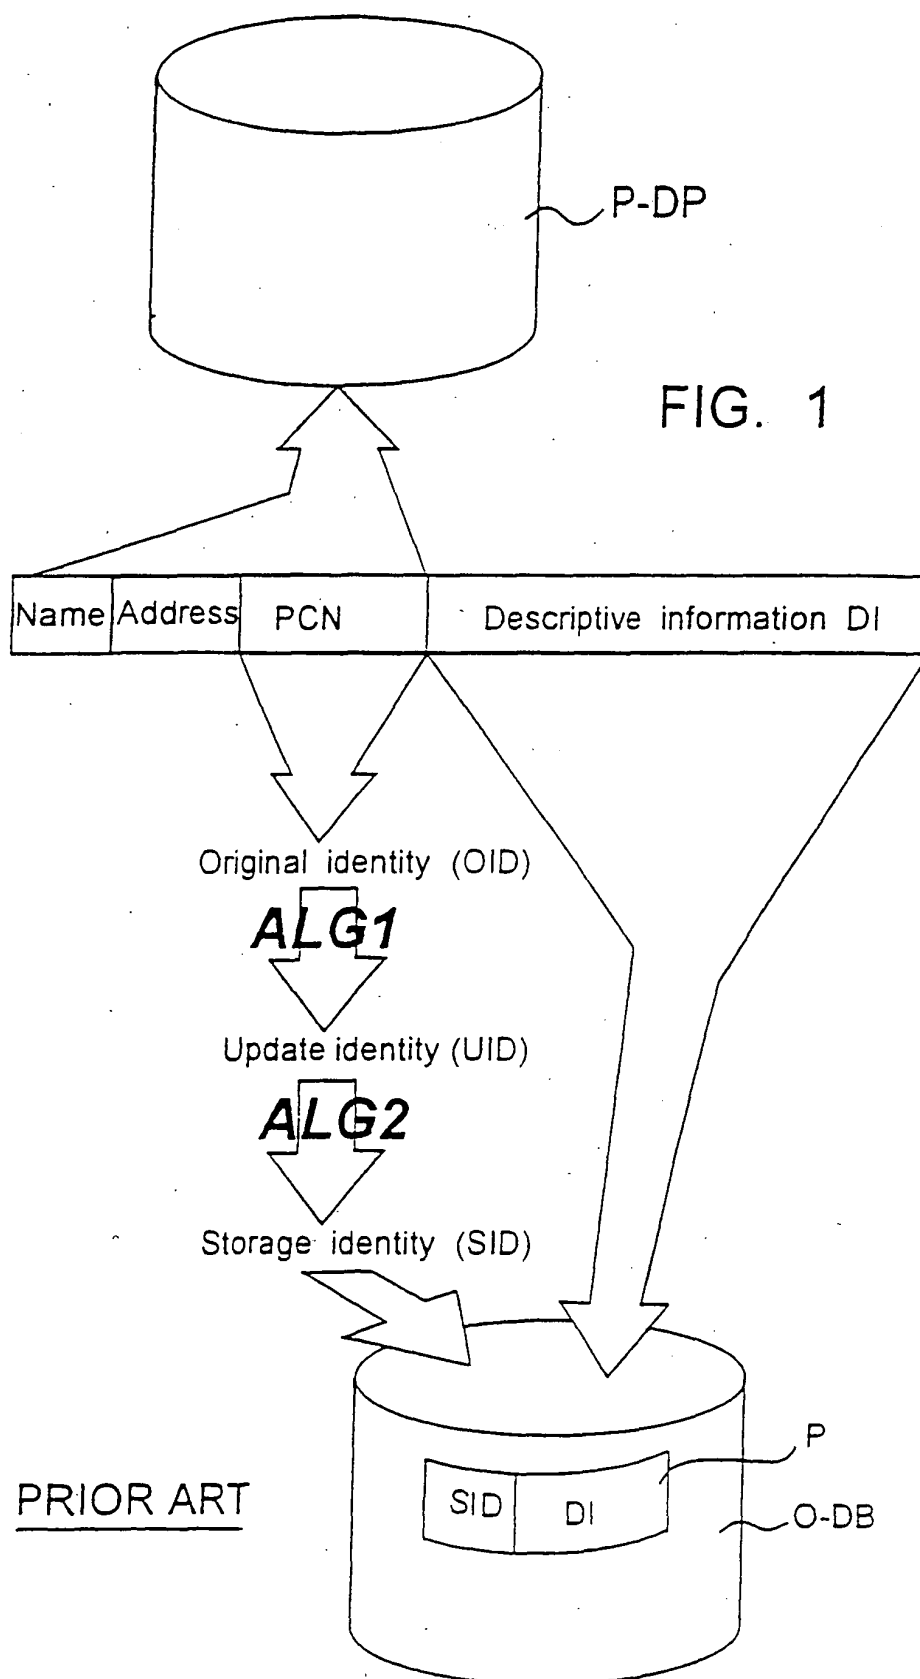 P-DP
FIG. 1
Name Address PCN Descriptive information DI
Original identity (OID)
ALG1
Update identity (UID)
ALG2
Storage identity (SID)
P
SID DI
O-DB
PRIOR ART